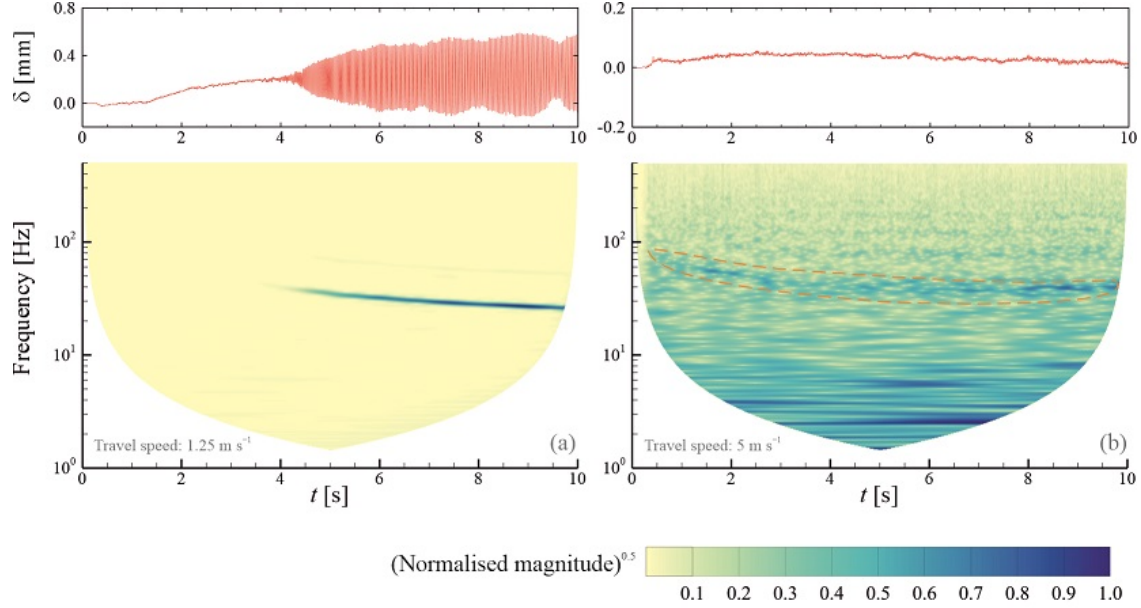 0.8
0.4
0.0
δ [mm]
0 2 4 6 8 10
0.2
0.0
-0.2
0 2 4 6 8 10
10²
10¹
10⁰
Frequency [Hz]
Travel speed: 1.25 m s⁻¹ (a)
0 2 4 6 8 10
t [s]
10²
10¹
10⁰
Travel speed: 5 m s⁻¹ (b)
0 2 4 6 8 10
t [s]
(Normalised magnitude)⁰·⁵
0.1 0.2 0.3 0.4 0.5 0.6 0.7 0.8 0.9 1.0